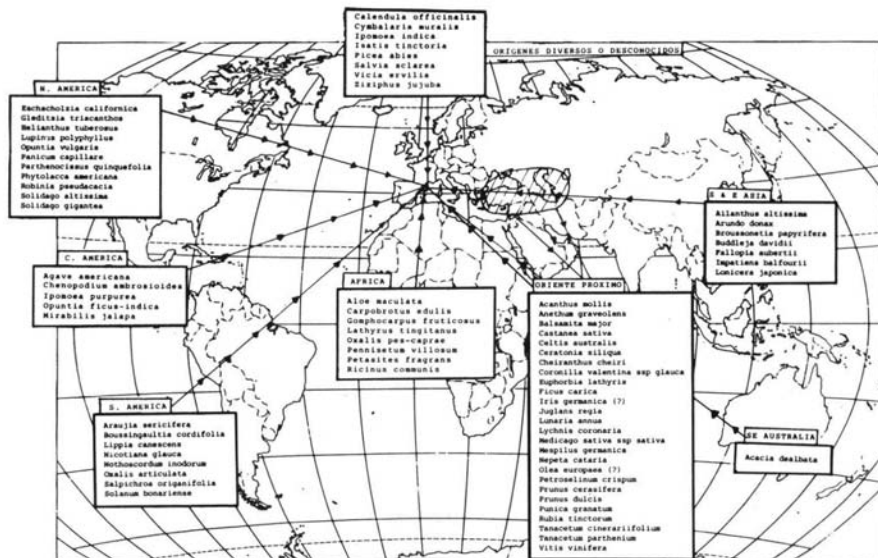 Calendula officinalis
Cymbalaria muralis
Ipomoea indica
Isatis tinctoria
Picea abies
Salvia sclarea
Vicia ervilia
Ziziphus jujuba
ORÍGENES DIVERSOS O DESCONOCIDOS
N. AMERICA
Eschscholzia californica
Gleditsia triacanthos
Helianthus tuberosus
Lupinus polyphyllus
Opuntia vulgaris
Panicum capillare
Parthenocissus quinquefolia
Phytolacca americana
Robinia pseudacacia
Solidago altissima
Solidago gigantea
C. AMERICA
Agave americana
Chenopodium ambrosioides
Ipomoea purpurea
Opuntia ficus-indica
Mirabilis jalapa
S. AMERICA
Araujia sericifera
Boussingaultia cordifolia
Lippia canescens
Nicotiana glauca
Nothoscordum inodorum
Oxalis articulata
Salpichroa origanifolia
Solanum bonariense
AFRICA
Aloe maculata
Carpobrotus edulis
Gomphocarpus fruticosus
Lathyrus tingitanus
Oxalis pes-caprae
Pennisetum villosum
Petasites fragrans
Ricinus communis
ORIENTE PROXIMO
Acanthus mollis
Anethum graveolens
Balsamita major
Castanea sativa
Celtis australis
Ceratonia siliqua
Cheiranthus cheiri
Coronilla valentina ssp glauca
Euphorbia lathyris
Ficus carica
Iris germanica (?)
Juglans regia
Lunaria annua
Lychnis coronaria
Medicago sativa ssp sativa
Mespilus germanica
Nepeta cataria
Olea europaea (?)
Petroselinum crispum
Prunus cerasifera
Prunus dulcis
Punica granatum
Rubia tinctorum
Tanacetum cinerariifolium
Tanacetum parthenium
Vitis vinifera
S & E ASIA
Ailanthus altissima
Arundo donax
Broussonetia papyrifera
Buddleja davidii
Fallopia aubertii
Impatiens balfourii
Lonicera japonica
SE AUSTRALIA
Acacia dealbata